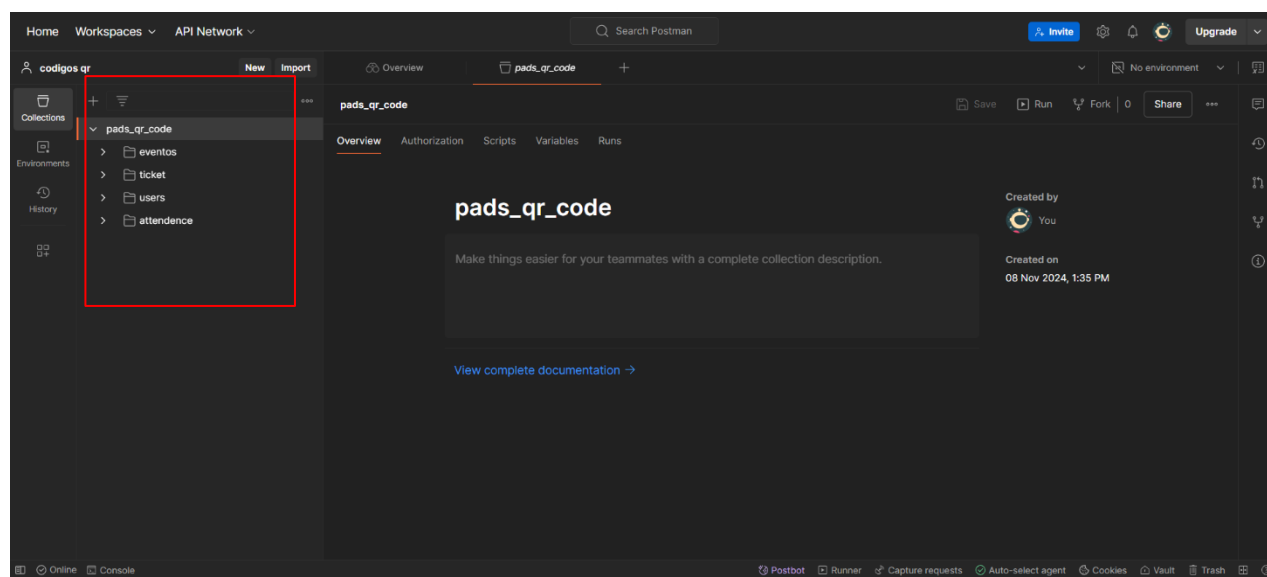 Home Workspaces API Network Search Postman Invite Upgrade
codigos qr New Import Overview pads_qr_code No environment
Collections
Environments
History
pads_qr_code
eventos
ticket
users
attendence
pads_qr_code Save Run Fork 0 Share
Overview Authorization Scripts Variables Runs
pads_qr_code
Make things easier for your teammates with a complete collection description.
View complete documentation →
Created by
You
Created on
08 Nov 2024, 1:35 PM
Online Console Postbot Runner Capture requests Auto-select agent Cookies Vault Trash